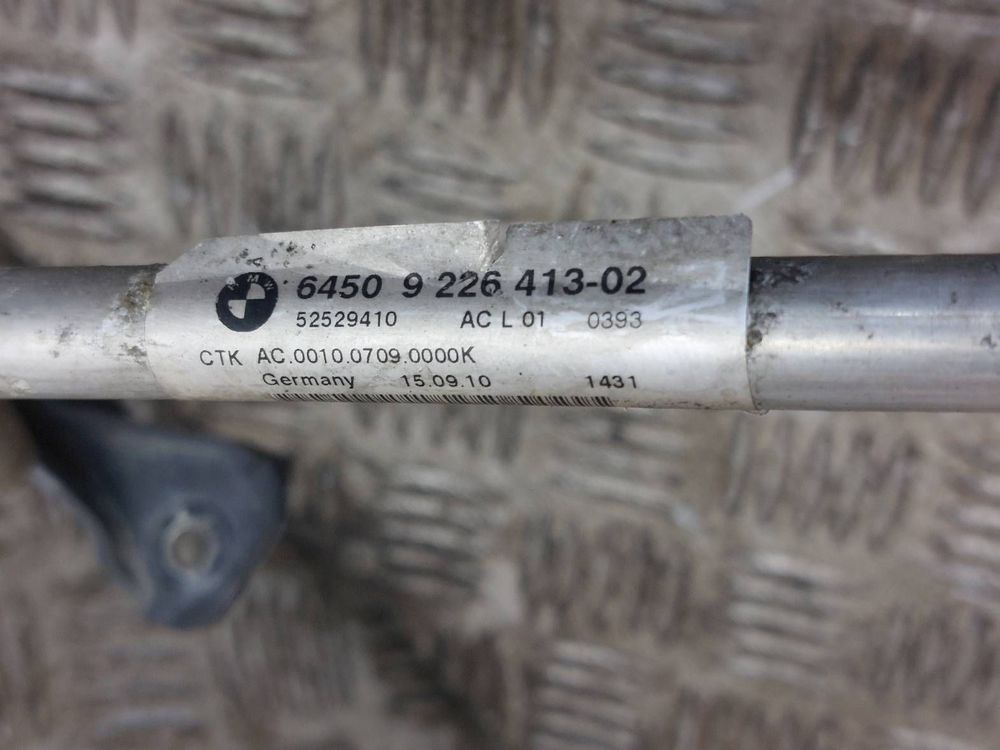 BMW
6450 9 226 413-02
52529410 AC L 01 0393
CTK AC.0010.0709.0000K
Germany 15.09.10 1431